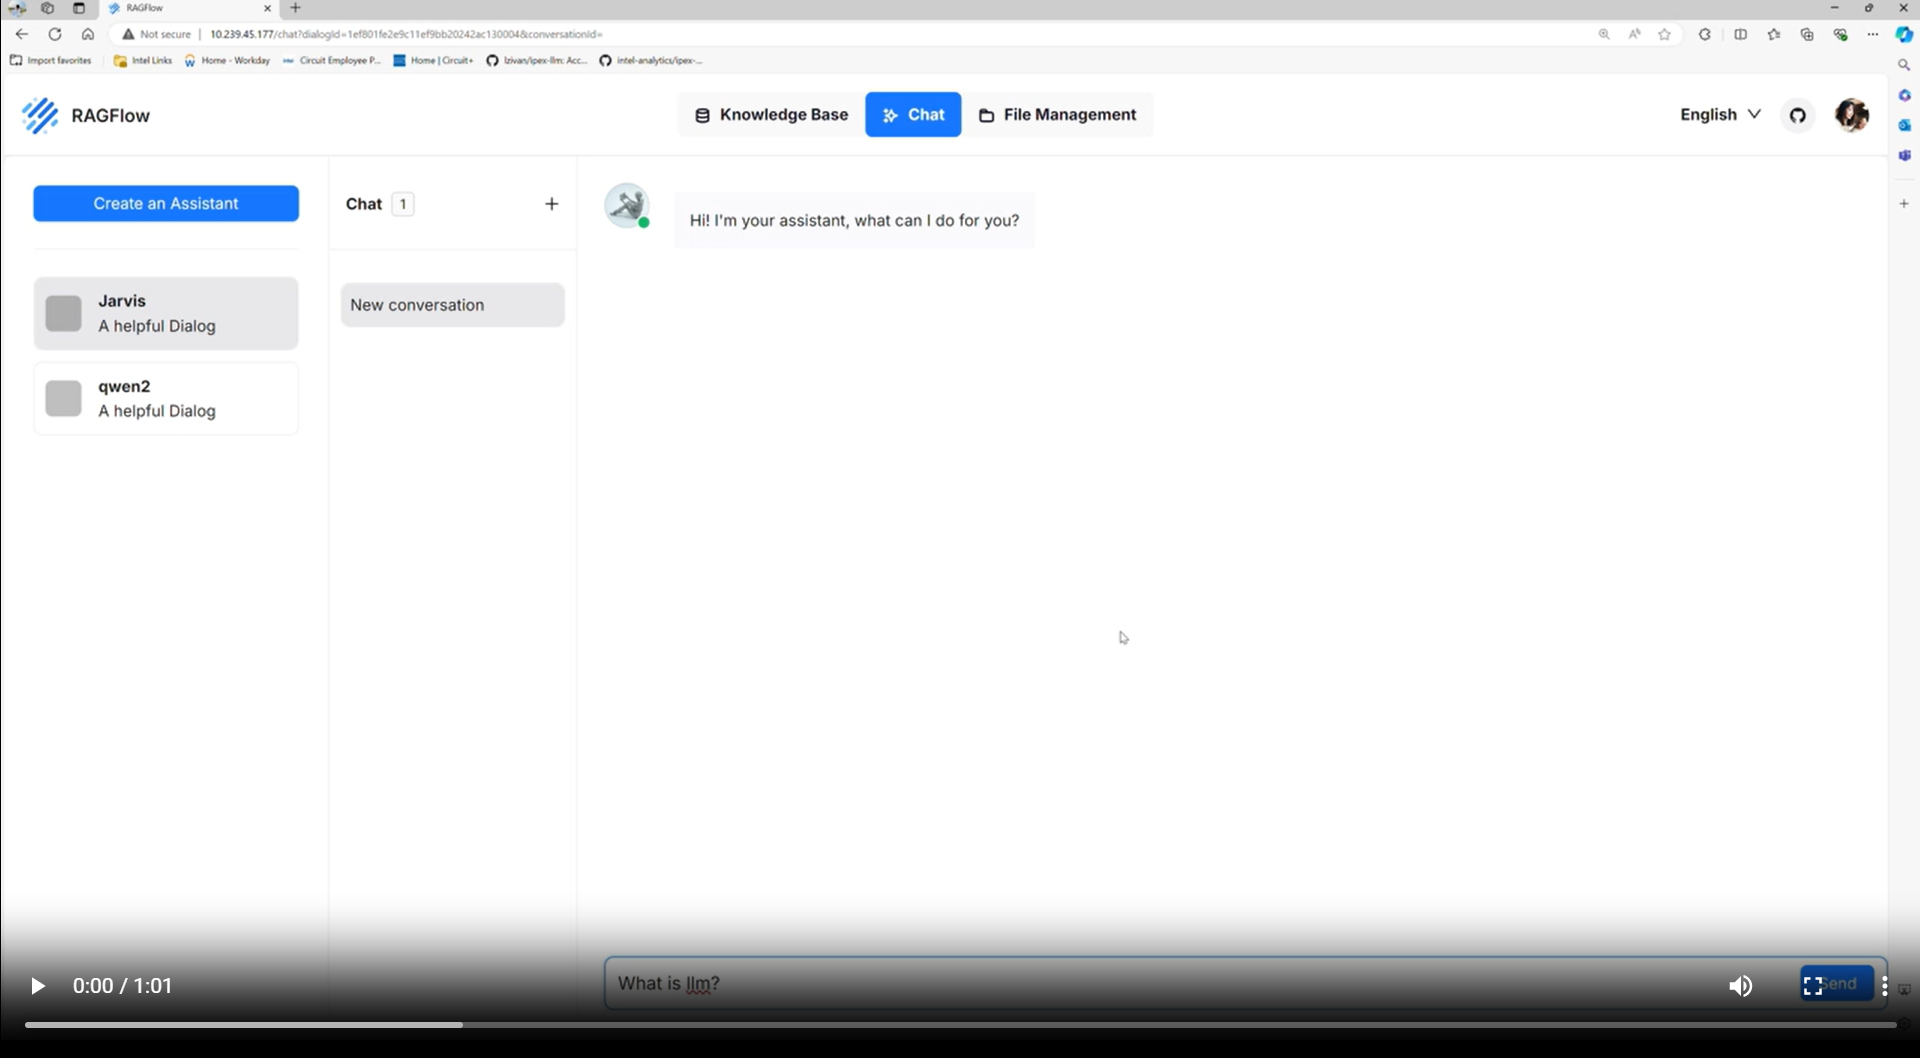 RAGFlow
Not secure 10.239.45.177/chat?dialogId=1ef801fe2e9c11ef9bb20242ac130004&conversationId=
Import favorites Intel Links Home - Workday Circuit Employee P... Home | Circuit+ lzivan/ipex-llm: Acc... intel-analytics/ipex-...
RAGFlow Knowledge Base Chat File Management English
Create an Assistant
Chat 1
Hi! I'm your assistant, what can I do for you?
New conversation
Jarvis
A helpful Dialog
qwen2
A helpful Dialog
What is llm?
Send
0:00 / 1:01